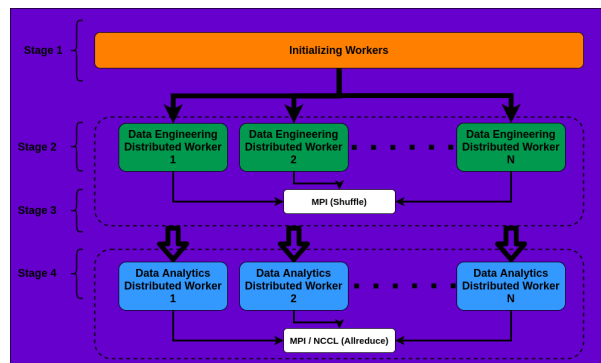 Stage 1
Initializing Workers
Stage 2
Data Engineering
Distributed Worker
1
Data Engineering
Distributed Worker
2
Data Engineering
Distributed Worker
N
MPI (Shuffle)
Stage 3
Stage 4
Data Analytics
Distributed Worker
1
Data Analytics
Distributed Worker
2
Data Analytics
Distributed Worker
N
MPI / NCCL (Allreduce)